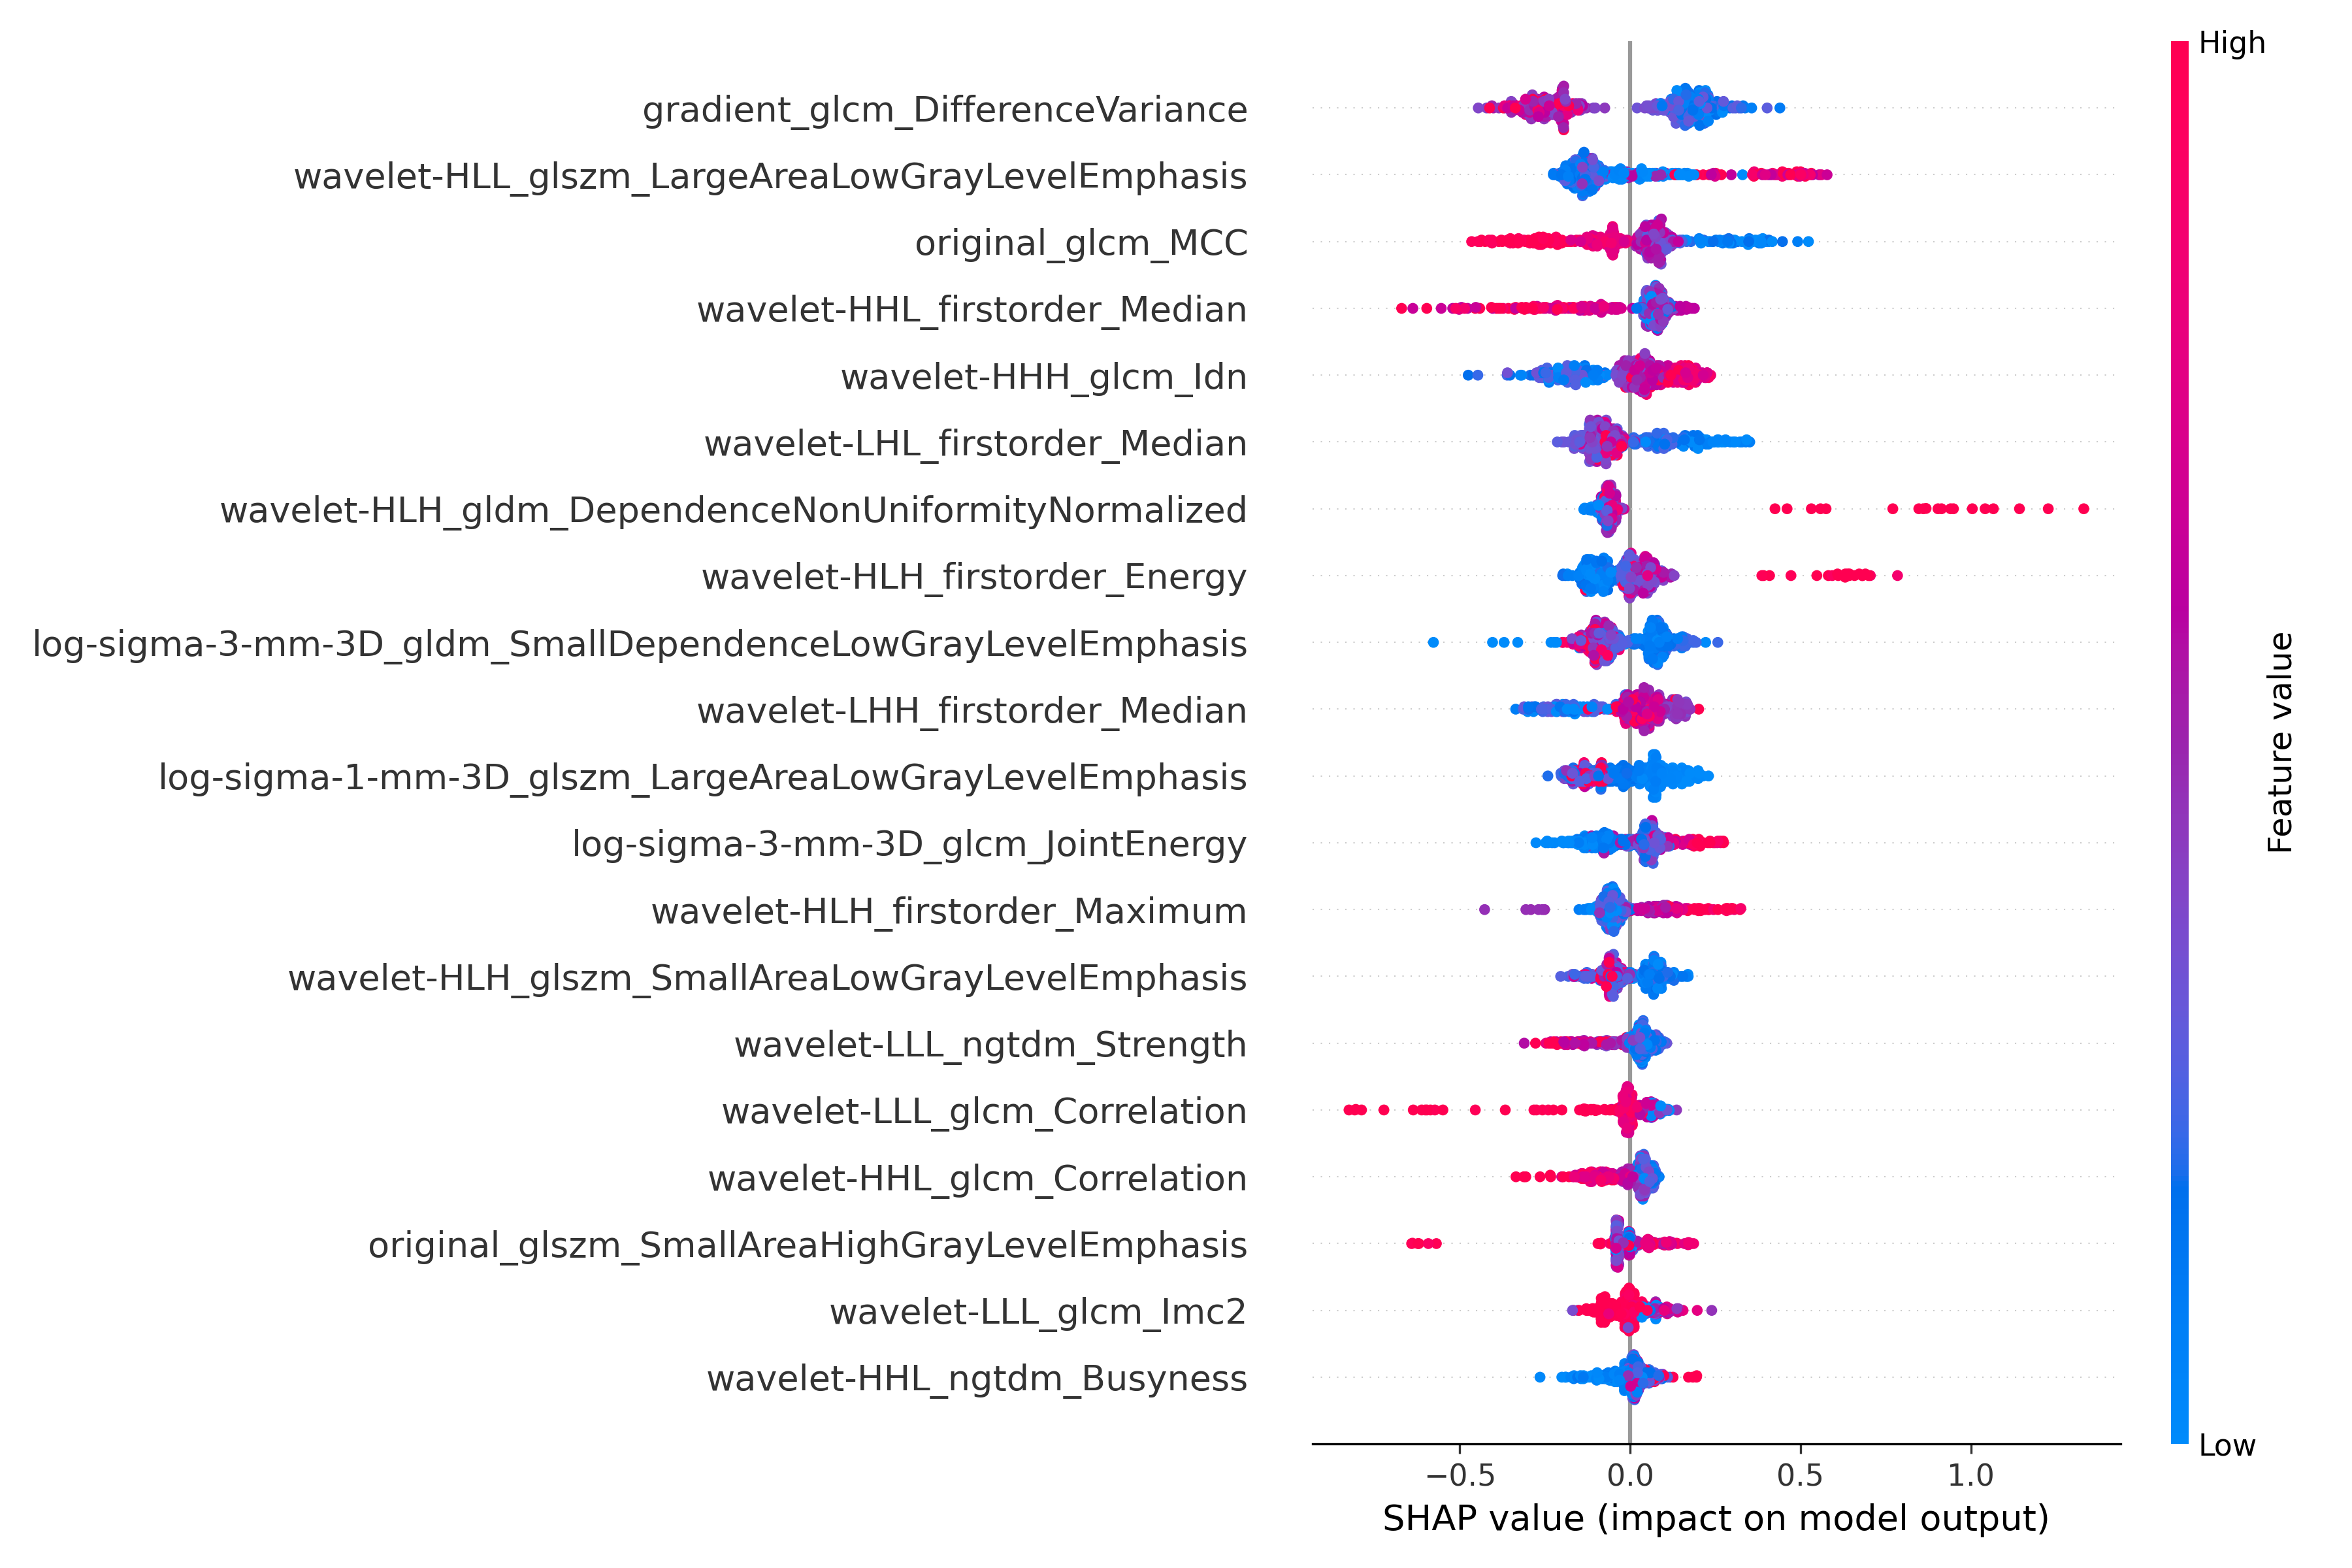 High
gradient_glcm_DifferenceVariance
wavelet-HLL_glszm_LargeAreaLowGrayLevelEmphasis
original_glcm_MCC
wavelet-HHL_firstorder_Median
wavelet-HHH_glcm_Idn
wavelet-LHL_firstorder_Median
wavelet-HLH_gldm_DependenceNonUniformityNormalized
wavelet-HLH_firstorder_Energy
log-sigma-3-mm-3D_gldm_SmallDependenceLowGrayLevelEmphasis
wavelet-LHH_firstorder_Median
log-sigma-1-mm-3D_glszm_LargeAreaLowGrayLevelEmphasis
log-sigma-3-mm-3D_glcm_JointEnergy
wavelet-HLH_firstorder_Maximum
wavelet-HLH_glszm_SmallAreaLowGrayLevelEmphasis
wavelet-LLL_ngtdm_Strength
wavelet-LLL_glcm_Correlation
wavelet-HHL_glcm_Correlation
original_glszm_SmallAreaHighGrayLevelEmphasis
wavelet-LLL_glcm_Imc2
wavelet-HHL_ngtdm_Busyness
Feature value
Low
−0.5 0.0 0.5 1.0
SHAP value (impact on model output)